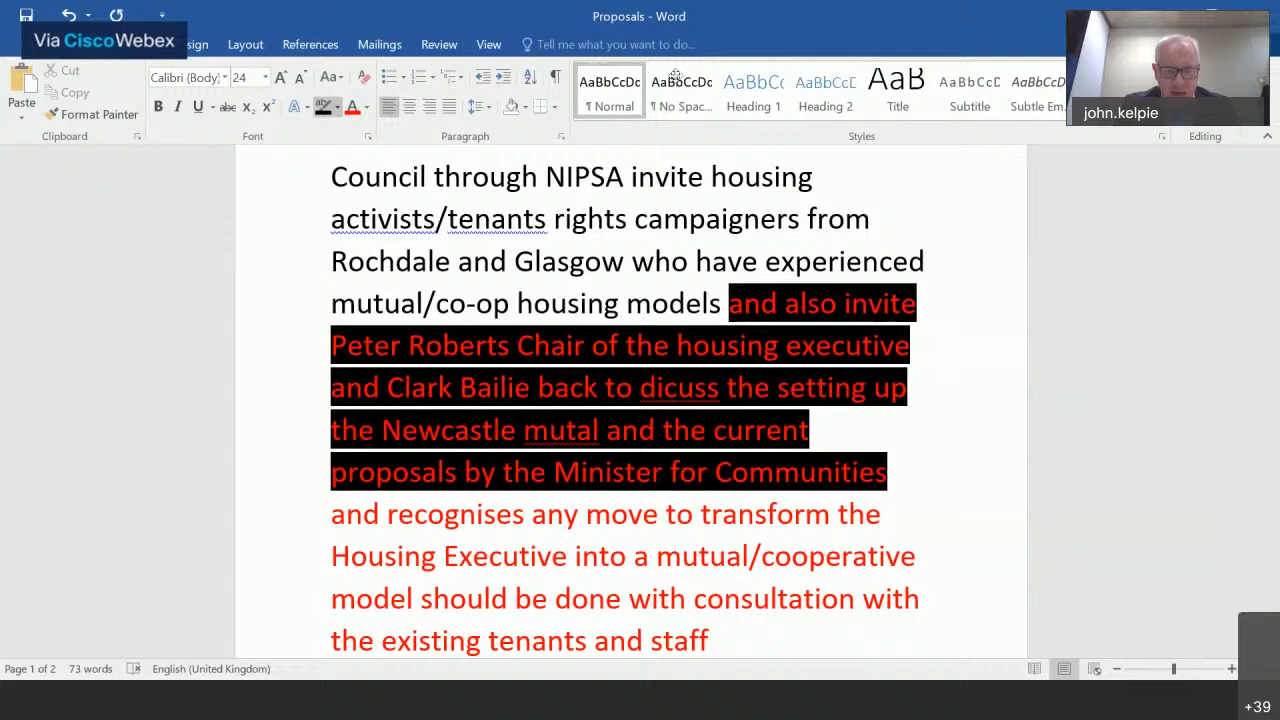 Proposals - Word
Via CiscoWebex
sign Layout References Mailings Review View Tell me what you want to do...
Cut
Copy
Format Painter
Paste
Clipboard
Calibri (Body) 24
Font
Paragraph
AaBbCcDc AaBbCcDc AaBbCc AaBbCcD AaB AaBbCcD AaBbCcD
¶ Normal ¶ No Spac... Heading 1 Heading 2 Title Subtitle Subtle Em...
Styles
Editing
john.kelpie
Council through NIPSA invite housing
activists/tenants rights campaigners from
Rochdale and Glasgow who have experienced
mutual/co-op housing models and also invite
Peter Roberts Chair of the housing executive
and Clark Bailie back to dicuss the setting up
the Newcastle mutal and the current
proposals by the Minister for Communities
and recognises any move to transform the
Housing Executive into a mutual/cooperative
model should be done with consultation with
the existing tenants and staff
Page 1 of 2 73 words English (United Kingdom)
+39